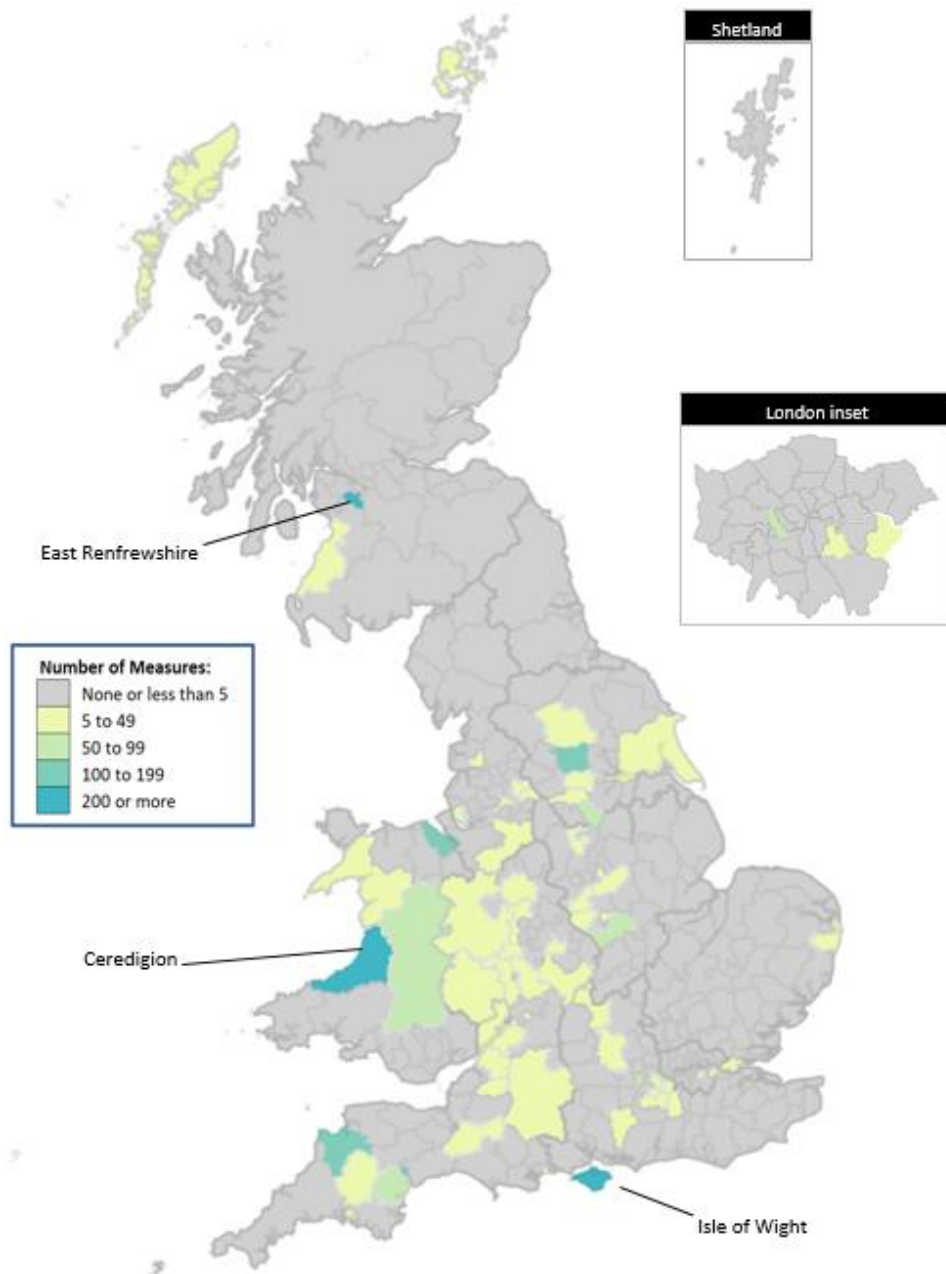 Shetland
London inset
East Renfrewshire
Number of Measures:
None or less than 5
5 to 49
50 to 99
100 to 199
200 or more
Ceredigion
Isle of Wight